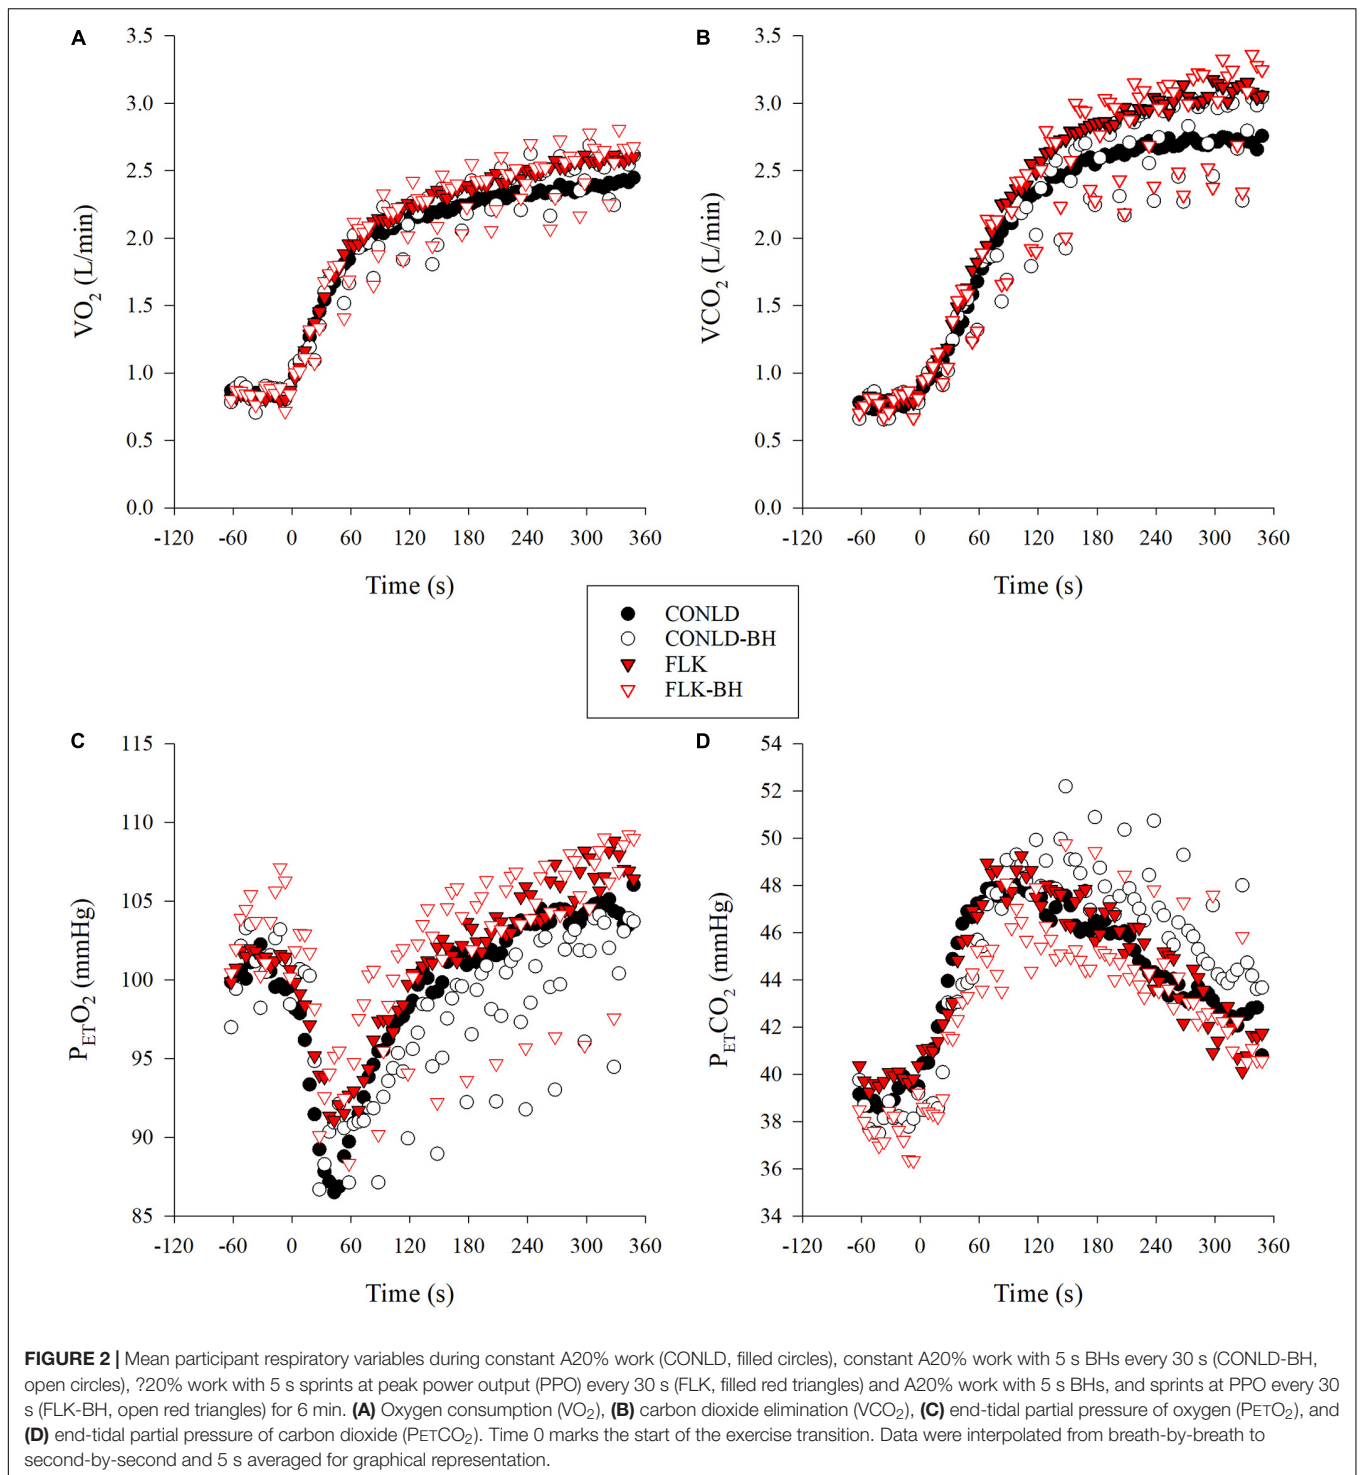 A
B
3.5
3.0
2.5
2.0
1.5
1.0
0.5
0.0
VO2 (L/min)
-120 -60 0 60 120 180 240 300 360
Time (s)
3.5
3.0
2.5
2.0
1.5
1.0
0.5
0.0
VCO2 (L/min)
-120 -60 0 60 120 180 240 300 360
Time (s)
CONLD
CONLD-BH
FLK
FLK-BH
C
D
115
110
105
100
95
90
85
PETO2 (mmHg)
-120 -60 0 60 120 180 240 300 360
Time (s)
54
52
50
48
46
44
42
40
38
36
34
PETCO2 (mmHg)
-120 -60 0 60 120 180 240 300 360
Time (s)
FIGURE 2 | Mean participant respiratory variables during constant A20% work (CONLD, filled circles), constant A20% work with 5 s BHs every 30 s (CONLD-BH,
open circles), ?20% work with 5 s sprints at peak power output (PPO) every 30 s (FLK, filled red triangles) and A20% work with 5 s BHs, and sprints at PPO every 30
s (FLK-BH, open red triangles) for 6 min. (A) Oxygen consumption (VO2), (B) carbon dioxide elimination (VCO2), (C) end-tidal partial pressure of oxygen (PETO2), and
(D) end-tidal partial pressure of carbon dioxide (PETCO2). Time 0 marks the start of the exercise transition. Data were interpolated from breath-by-breath to
second-by-second and 5 s averaged for graphical representation.